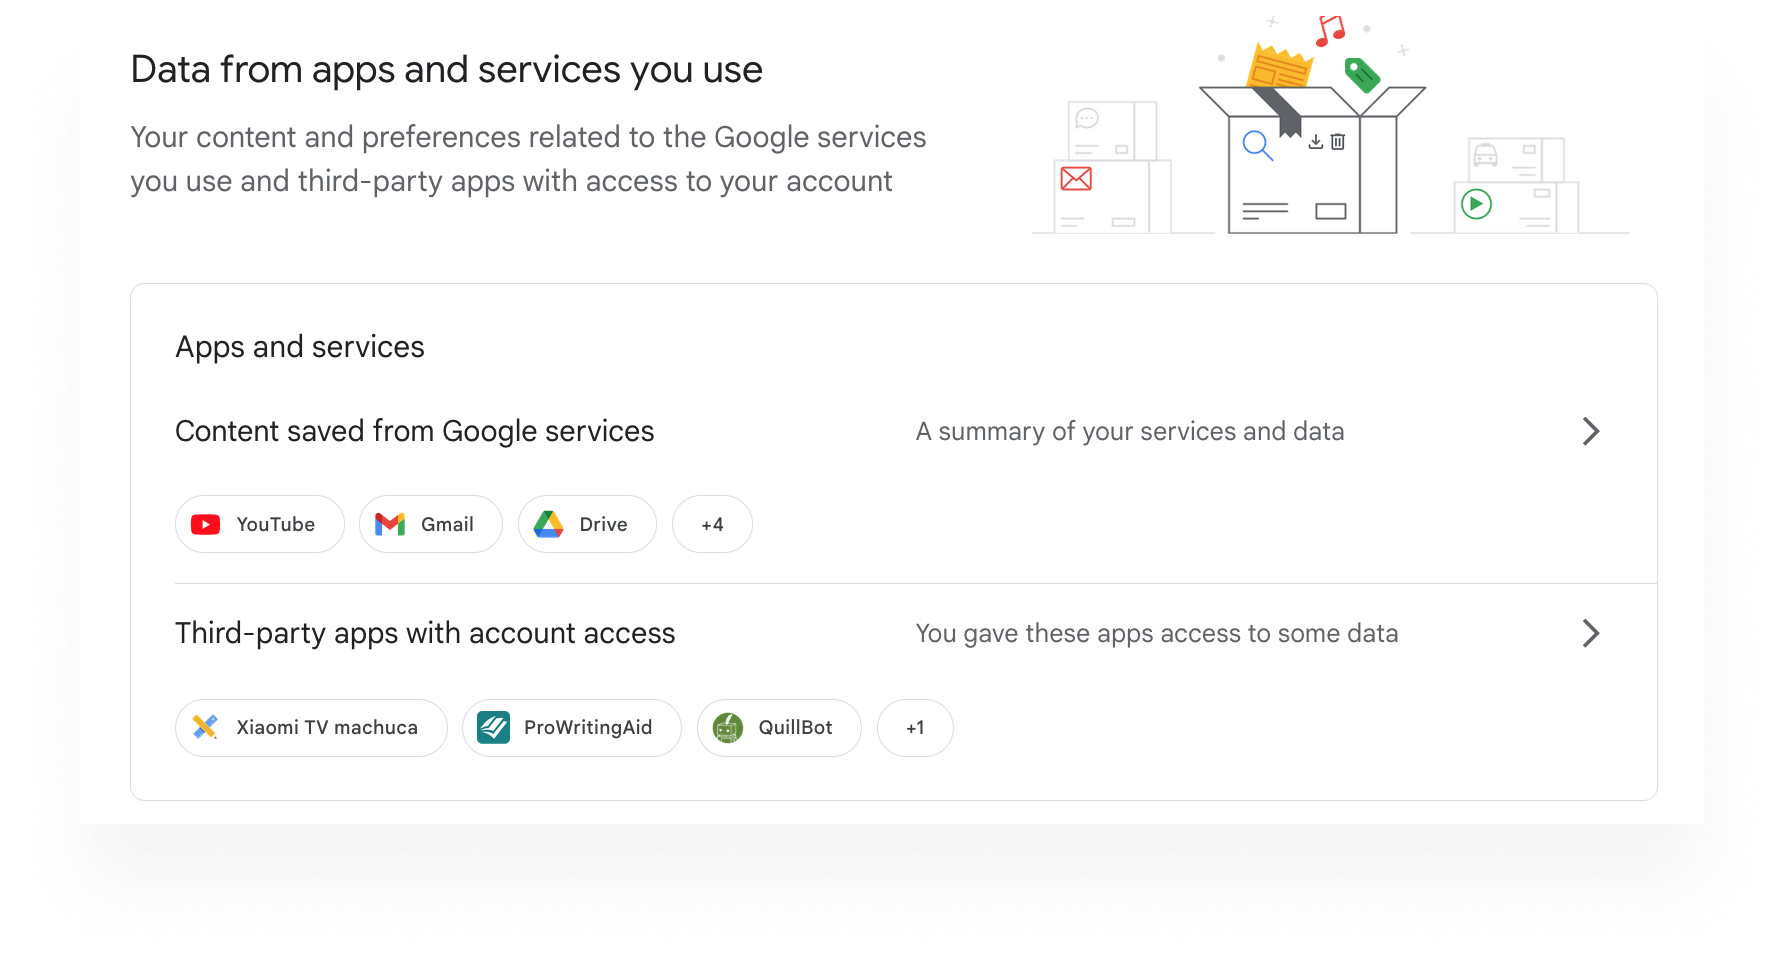 Data from apps and services you use
Your content and preferences related to the Google services
you use and third-party apps with access to your account
Apps and services
Content saved from Google services
A summary of your services and data
YouTube
Gmail
Drive
+4
Third-party apps with account access
You gave these apps access to some data
Xiaomi TV machuca
ProWritingAid
QuillBot
+1